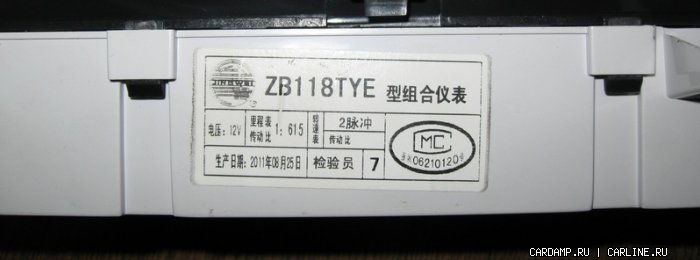 JINGWEI
ZB118TYE 型组合仪表
电压: 12V 里程表传动比 1: 615 转速表传动比 2脉冲
生产日期: 2011年08月25日 检验员 7
MC
06210120
CARDAMP.RU | CARLINE.RU